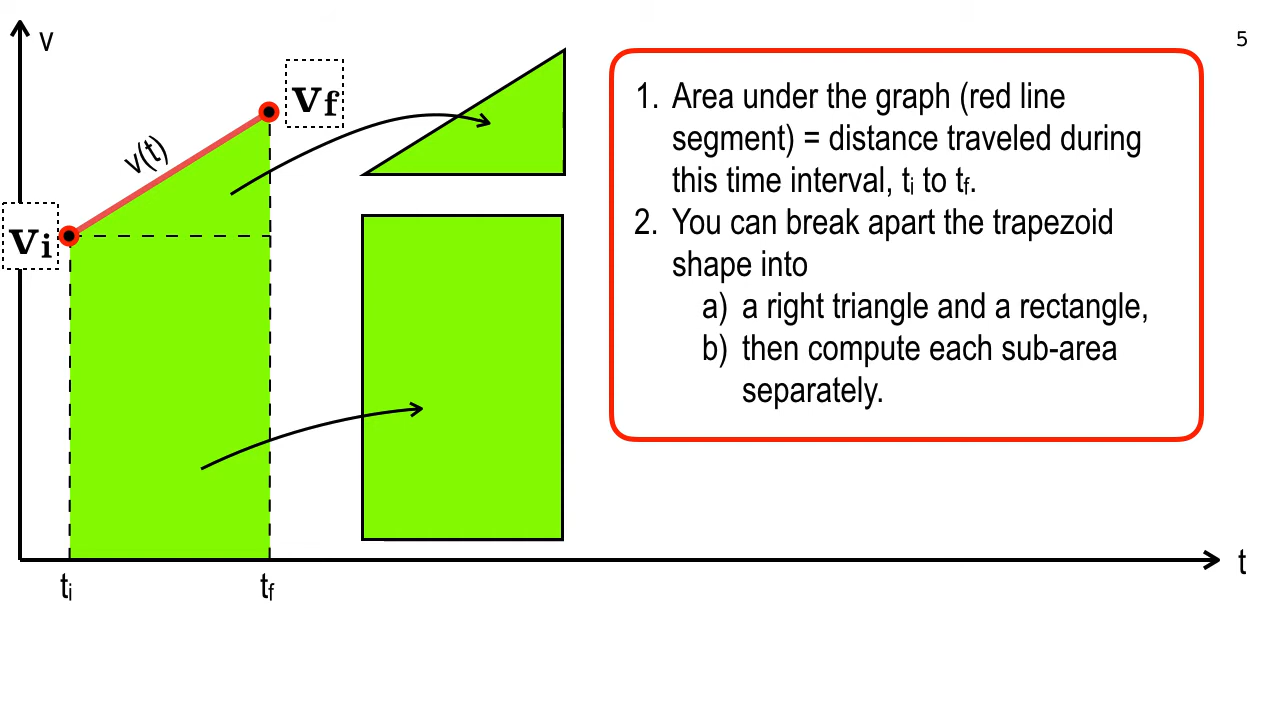 v
5
v(t)
Vf
Vi
1. Area under the graph (red line
segment) = distance traveled during
this time interval, ti to tf.
2. You can break apart the trapezoid
shape into
a) a right triangle and a rectangle,
b) then compute each sub-area
separately.
t
ti
tf